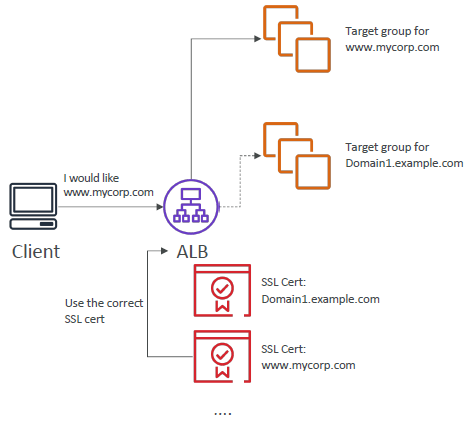 Target group for
www.mycorp.com
Target group for
Domain1.example.com
I would like
www.mycorp.com
Client
ALB
Use the correct
SSL cert
SSL Cert:
Domain1.example.com
SSL Cert:
www.mycorp.com
....